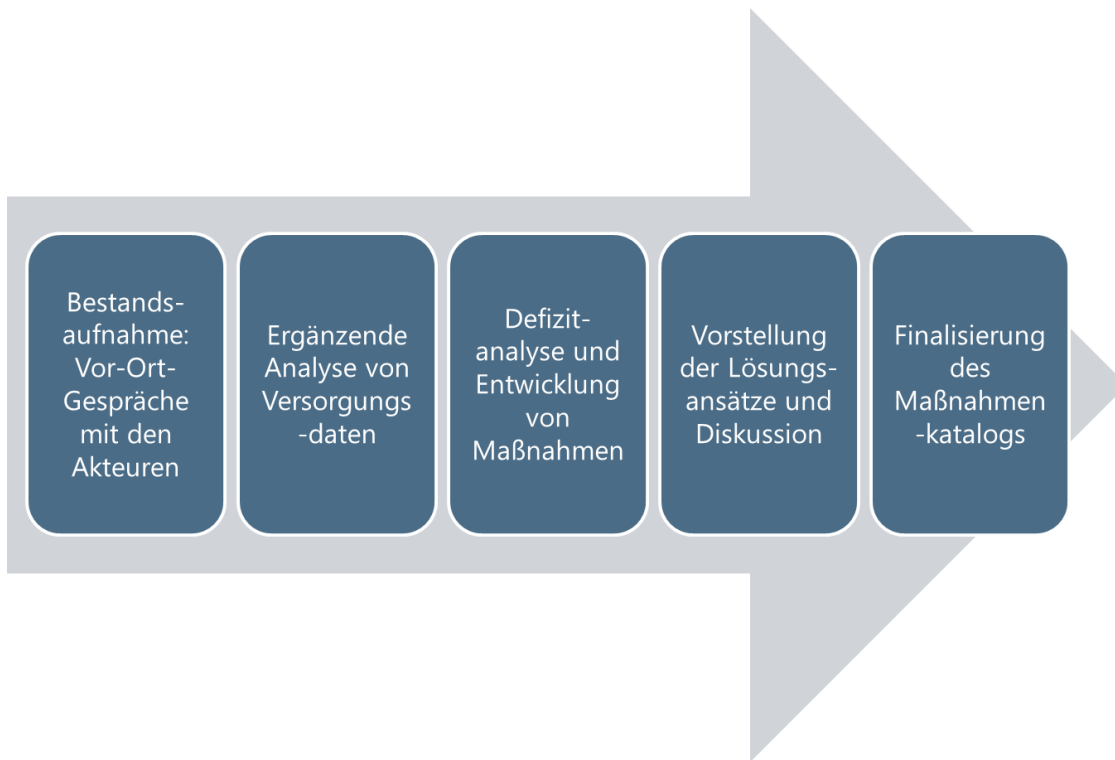 Bestands-
aufnahme:
Vor-Ort-
Gespräche
mit den
Akteuren
Ergänzende
Analyse von
Versorgungs
-daten
Defizit-
analyse und
Entwicklung
von
Maßnahmen
Vorstellung
der Lösungs-
ansätze und
Diskussion
Finalisierung
des
Maßnahmen
-katalogs